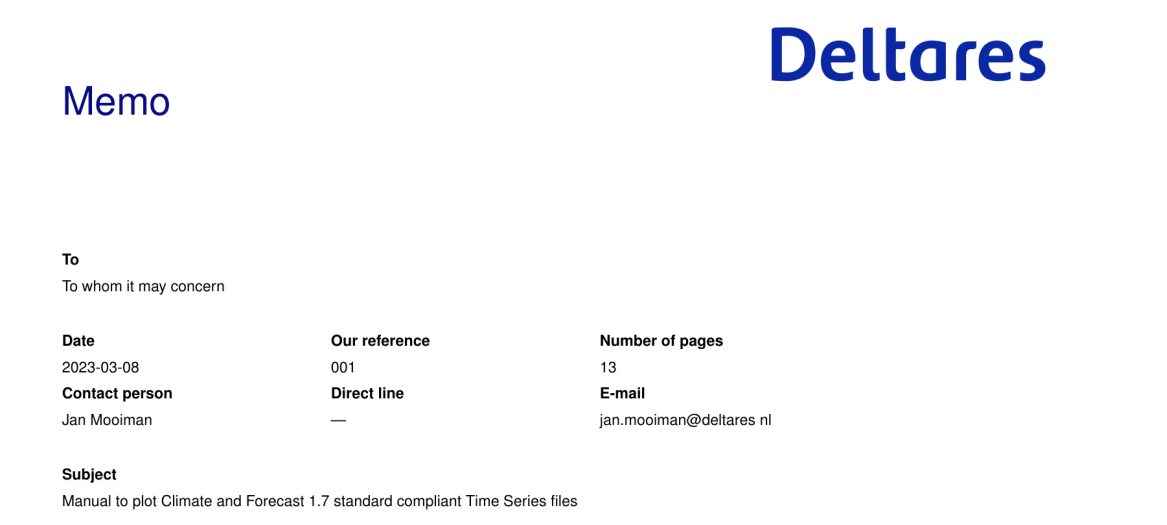 Deltares
Memo
To
To whom it may concern
Date Our reference Number of pages
2023-03-08 001 13
Contact person Direct line E-mail
Jan Mooiman — jan.mooiman@deltares nl
Subject
Manual to plot Climate and Forecast 1.7 standard compliant Time Series files